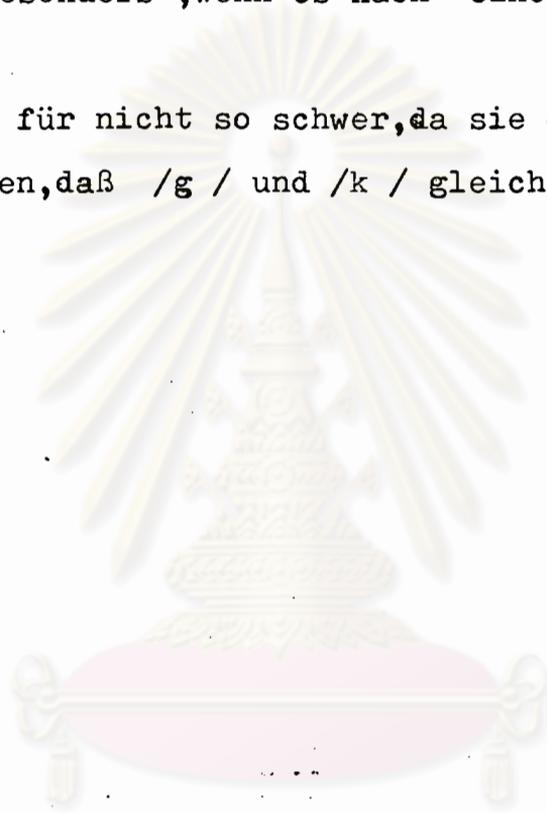 für nicht so schwer,da sie
en,daß /g / und /k / gleich